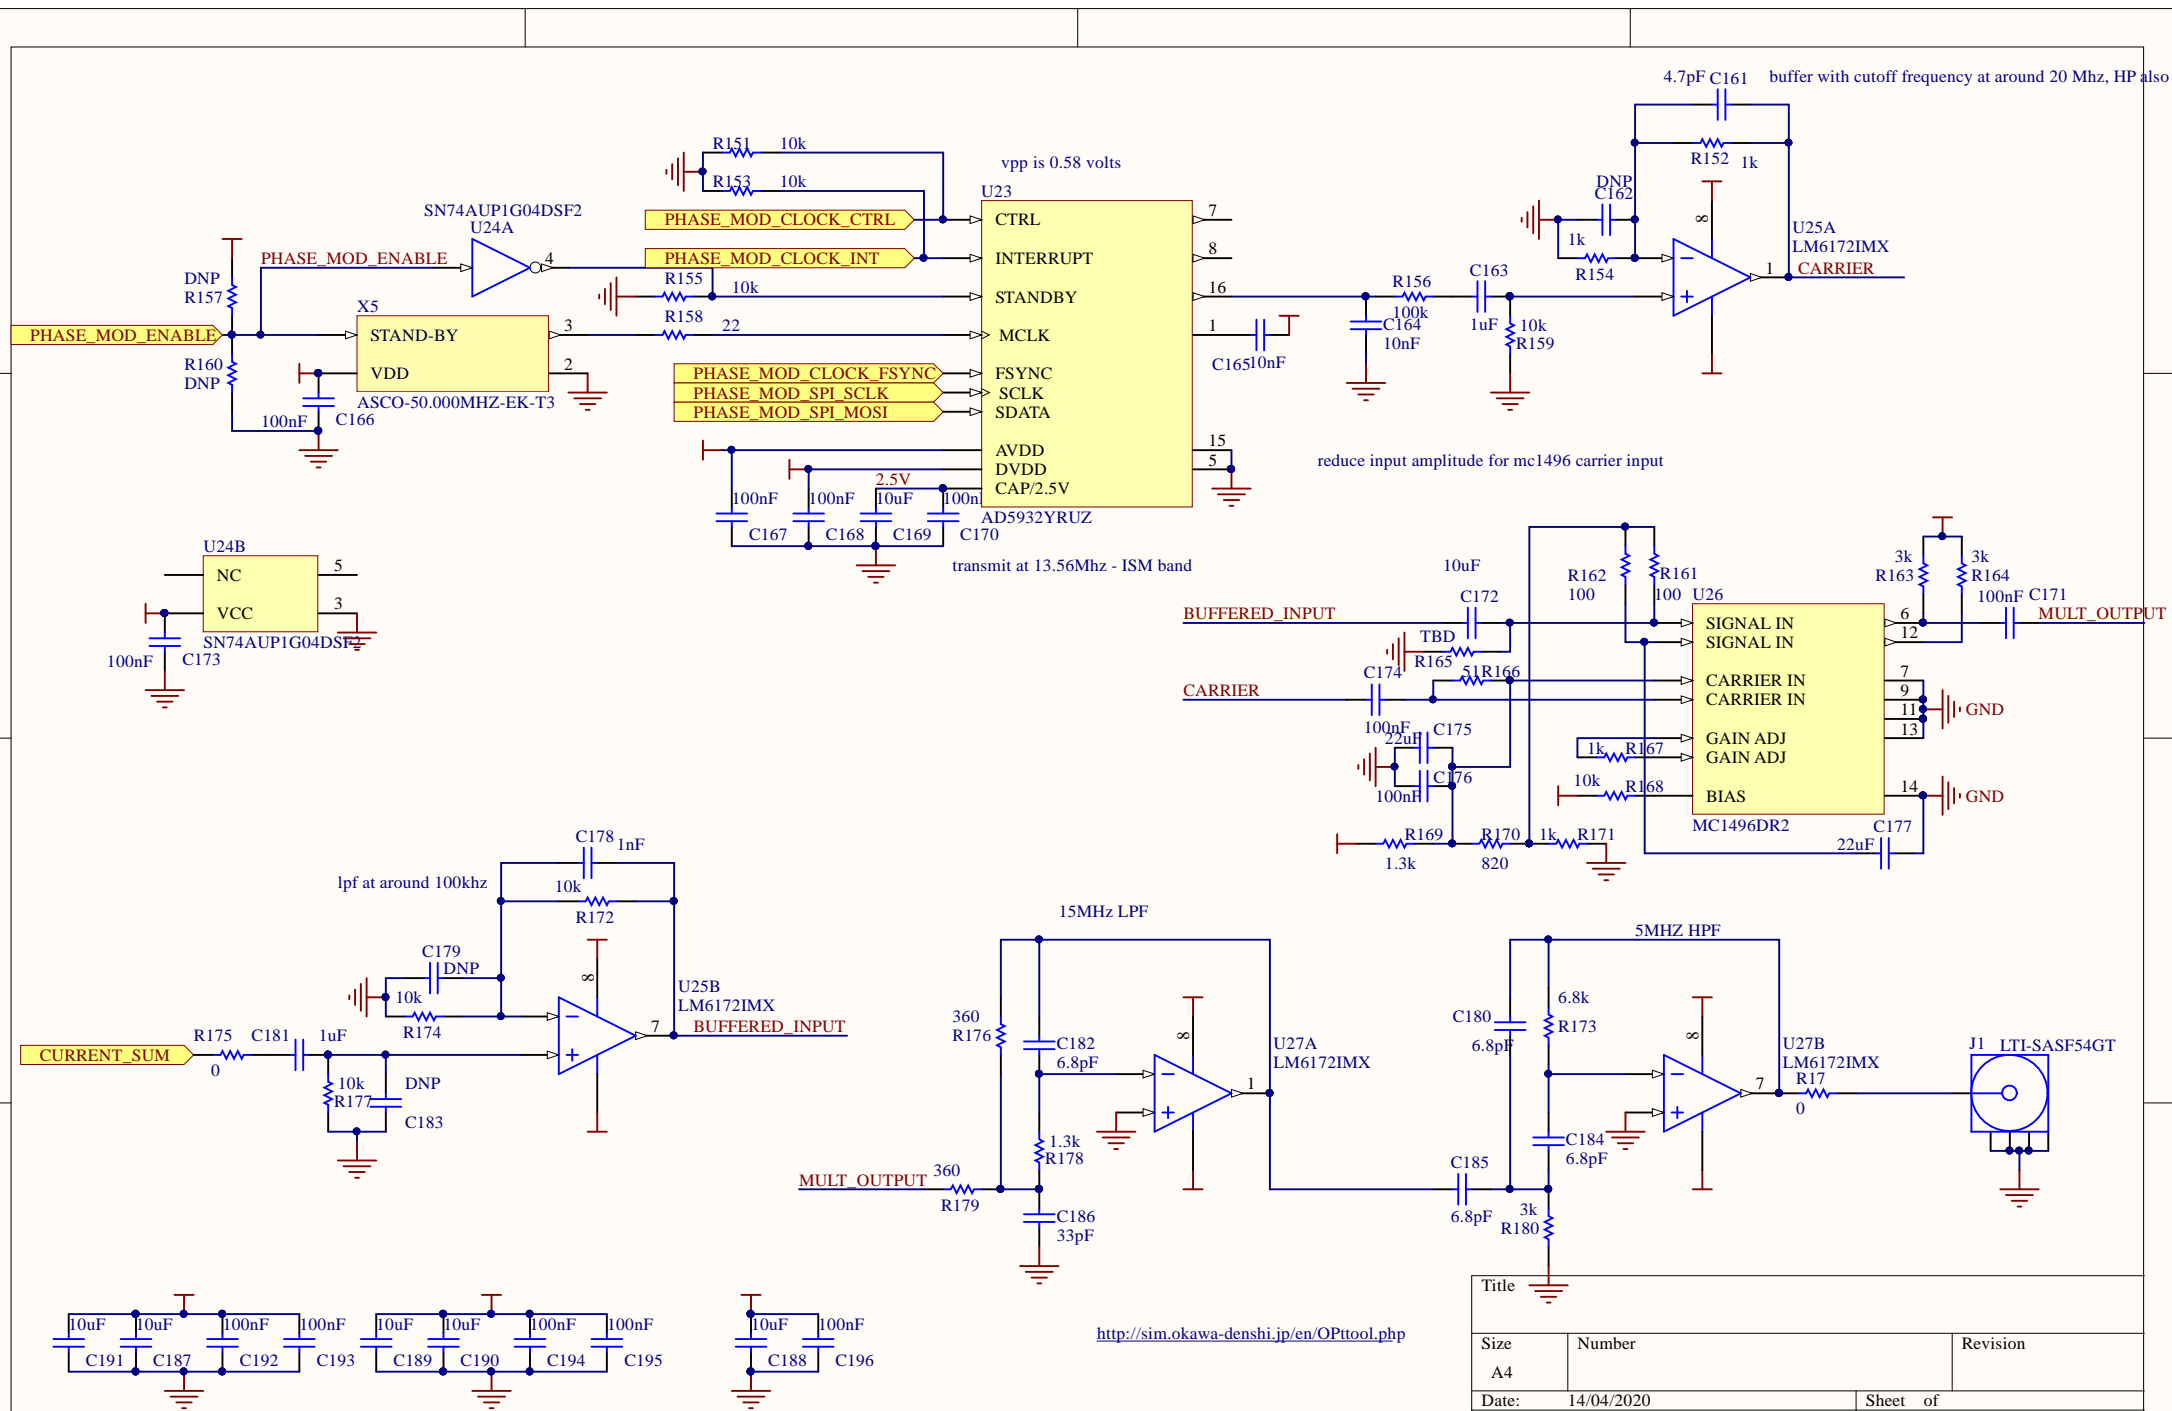 4.7pF C161 buffer with cutoff frequency at around 20 Mhz, HP also
R151 10k
R152 1k
vpp is 0.58 volts
R153 10k
DNP
C162
U23
SN74AUP1G04DSF2
U24A
PHASE_MOD_CLOCK_CTRL
CTRL
7
8
1k
R154
U25A
LM6172IMX
1 CARRIER
PHASE_MOD_ENABLE
4
PHASE_MOD_CLOCK_INT
INTERRUPT
8
DNP
R157
R155
10k
STANDBY
16
R156
100k
C163
1uF
X5
R158
22
PHASE_MOD_ENABLE
STAND-BY
3
MCLK
1
C164
10nF
10k
R159
R160
DNP
VDD
2
C165 10nF
PHASE_MOD_CLOCK_FSYNC
FSYNC
PHASE_MOD_SPI_SCLK
SCLK
PHASE_MOD_SPI_MOSI
SDATA
ASCO-50.000MHZ-EK-T3
100nF
C166
AVDD
15
DVDD
5
CAP/2.5V
2.5V
reduce input amplitude for mc1496 carrier input
100nF
100nF
10uF
100n
C167
C168
C169
C170
AD5932YRUZ
transmit at 13.56Mhz - ISM band
U24B
NC
5
VCC
3
SN74AUP1G04DSF2
100nF
C173
10uF
C172
R162
100
R161
100
U26
3k
R163
3k
R164
100nF C171
MULT_OUTPUT
BUFFERED_INPUT
SIGNAL IN
6
SIGNAL IN
12
TBD
R165
C174
51 R166
CARRIER IN
7
CARRIER
CARRIER IN
9
11
GND
100nF
22uF
C175
13
GAIN ADJ
1k
R167
GAIN ADJ
C176
100nF
10k
R168
BIAS
14
GND
MC1496DR2
C177
22uF
R169
1.3k
R170
820
1k
R171
C178
1nF
lpf at around 100khz
10k
R172
15MHz LPF
5MHZ HPF
C179
DNP
8
10k
R174
U25B
LM6172IMX
7 BUFFERED_INPUT
CURRENT_SUM
R175
0
C181
1uF
10k
R177
DNP
C183
360
R176
C182
6.8pF
8
U27A
LM6172IMX
1
1.3k
R178
MULT_OUTPUT
360
R179
C186
33pF
C180
6.8pF
6.8k
R173
8
U27B
LM6172IMX
7
R17
0
J1 LTI-SASF54GT
C184
6.8pF
C185
6.8pF
3k
R180
10uF
10uF
100nF
100nF
10uF
10uF
100nF
100nF
10uF
100nF
C191
C187
C192
C193
C189
C190
C194
C195
C188
C196
http://sim.okawa-denshi.jp/en/OPttool.php
Title
Size
Number
Revision
A4
Date:
14/04/2020
Sheet of